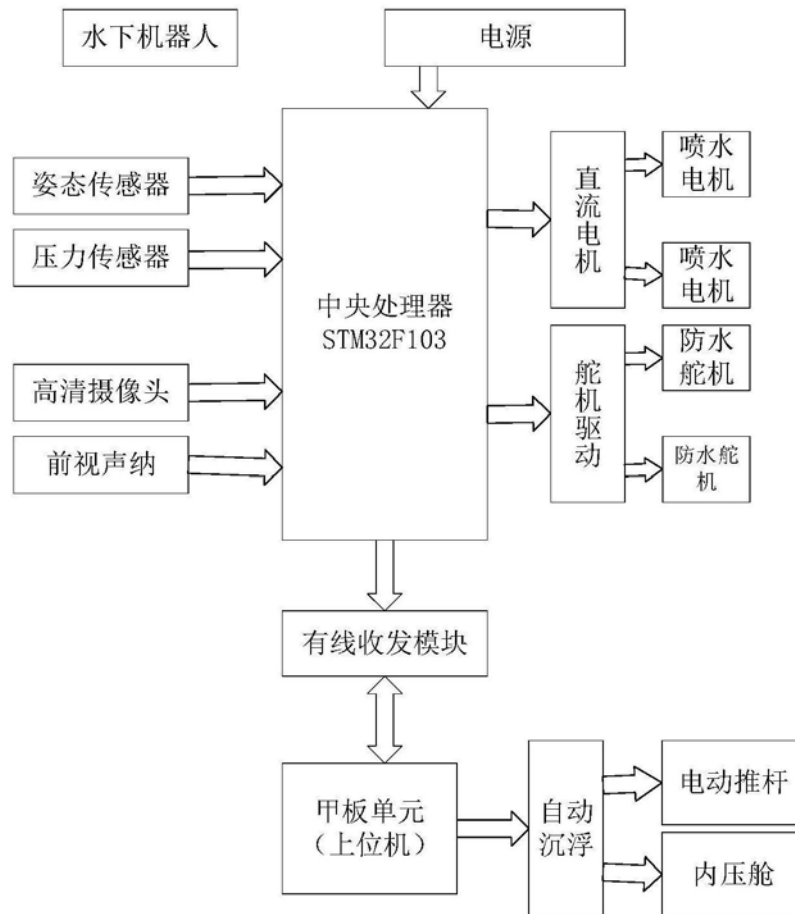 水下机器人
电源
姿态传感器
压力传感器
高清摄像头
前视声纳
中央处理器
STM32F103
直
流
电
机
喷水
电机
喷水
电机
舵
机
驱
动
防水
舵机
防水舵
机
有线收发模块
甲板单元
（上位机）
自动
沉浮
电动推杆
内压舱